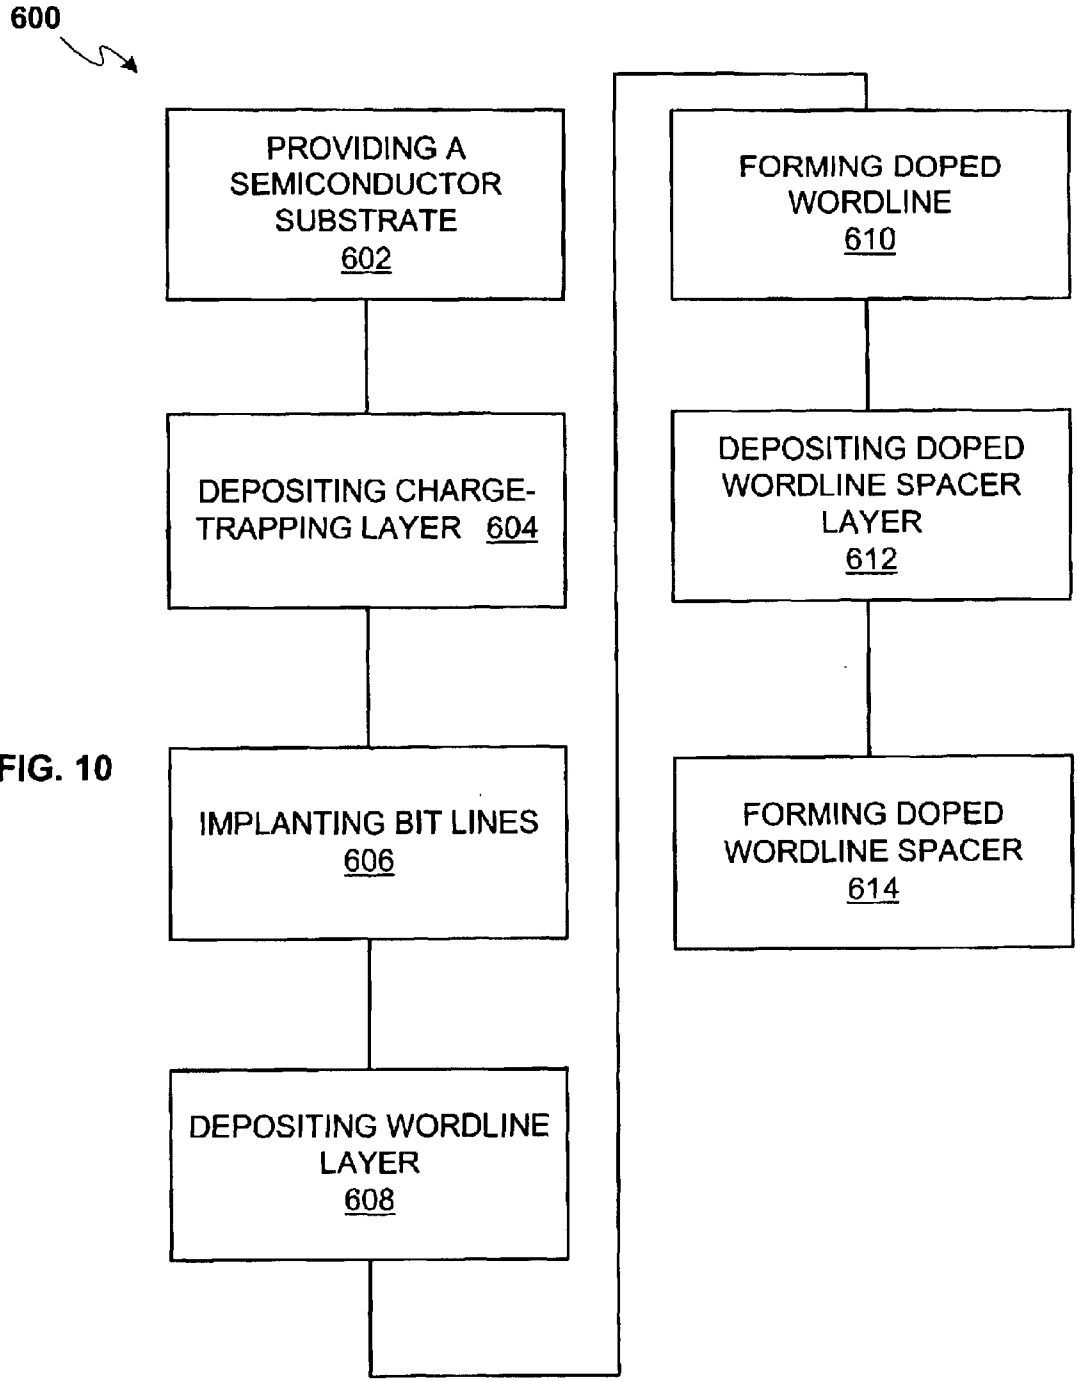 600
PROVIDING A
SEMICONDUCTOR
SUBSTRATE
602
DEPOSITING CHARGE-
TRAPPING LAYER 604
FIG. 10
IMPLANTING BIT LINES
606
DEPOSITING WORDLINE
LAYER
608
FORMING DOPED
WORDLINE
610
DEPOSITING DOPED
WORDLINE SPACER
LAYER
612
FORMING DOPED
WORDLINE SPACER
614